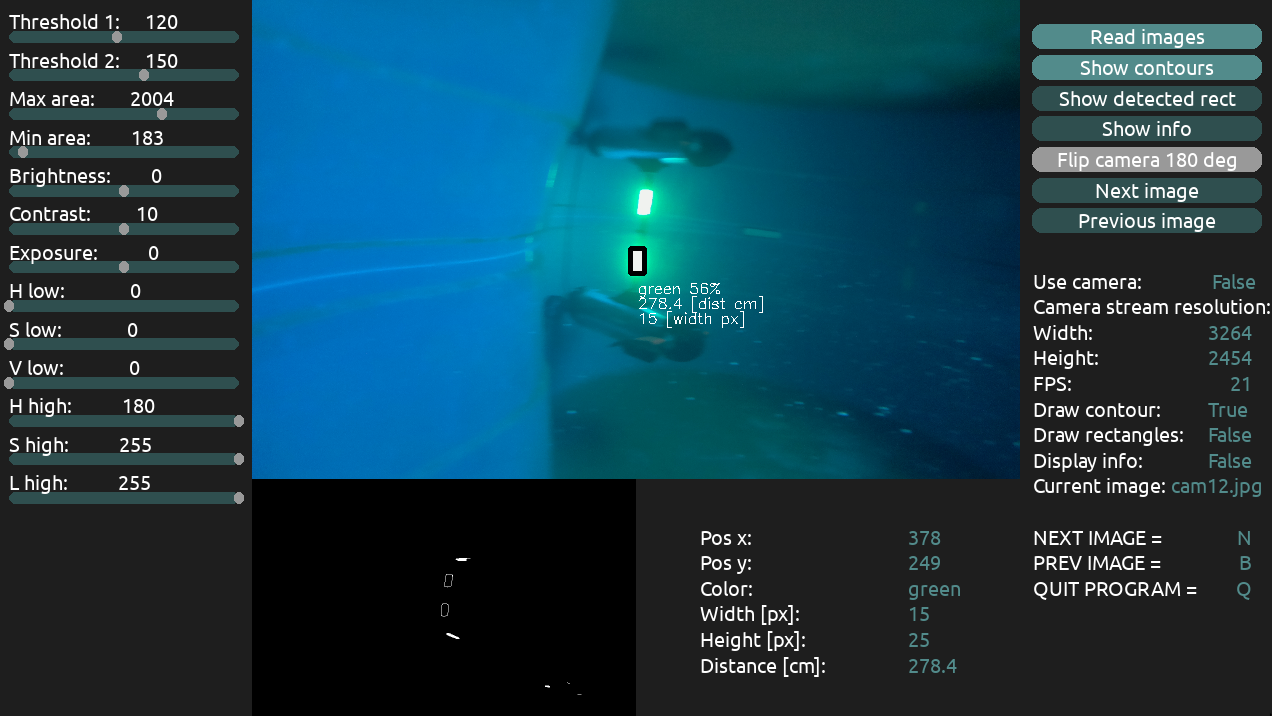 Threshold 1: 120
Threshold 2: 150
Max area: 2004
Min area: 183
Brightness: 0
Contrast: 10
Exposure: 0
H low: 0
S low: 0
V low: 0
H high: 180
S high: 255
L high: 255
green 56%
278.4 [dist cm]
15 [width px]
Pos x: 378
Pos y: 249
Color: green
Width [px]: 15
Height [px]: 25
Distance [cm]: 278.4
Read images
Show contours
Show detected rect
Show info
Flip camera 180 deg
Next image
Previous image
Use camera: False
Camera stream resolution:
Width: 3264
Height: 2454
FPS: 21
Draw contour: True
Draw rectangles: False
Display info: False
Current image: cam12.jpg
NEXT IMAGE = N
PREV IMAGE = B
QUIT PROGRAM = Q